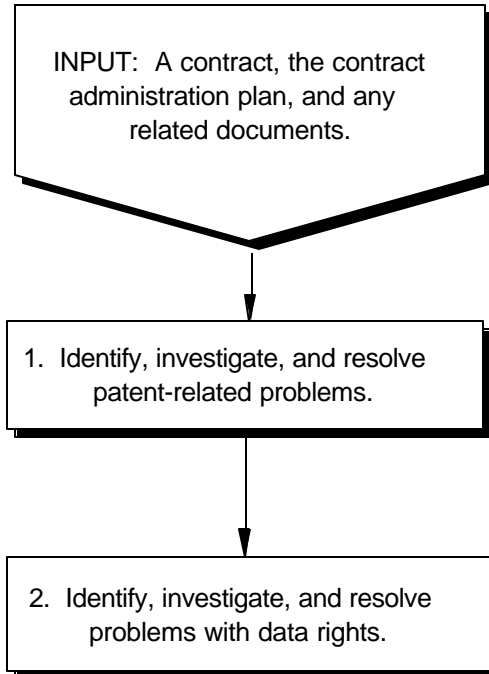 INPUT: A contract, the contract
administration plan, and any
related documents.
1. Identify, investigate, and resolve
patent-related problems.
2. Identify, investigate, and resolve
problems with data rights.